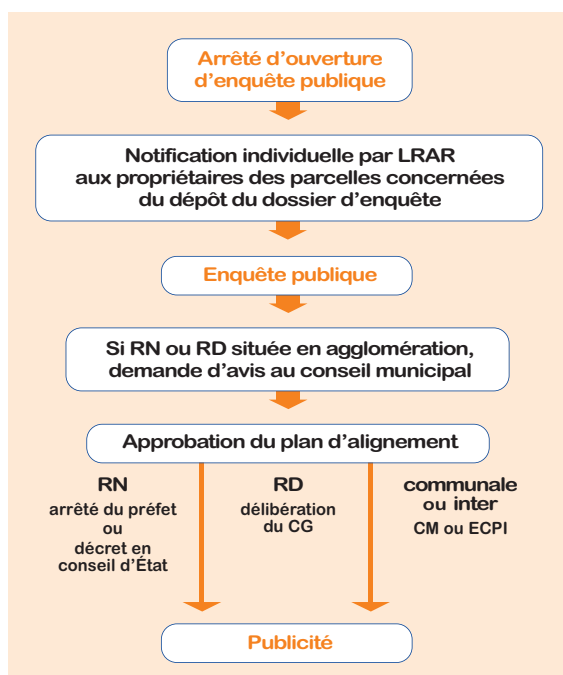 Arrêté d'ouverture
d'enquête publique
Notification individuelle par LRAR
aux propriétaires des parcelles concernées
du dépôt du dossier d'enquête
Enquête publique
Si RN ou RD située en agglomération,
demande d'avis au conseil municipal
Approbation du plan d'alignement
RN
arrêté du préfet
ou
décret en
conseil d'État
RD
délibération
du CG
communale
ou inter
CM ou ECPI
Publicité